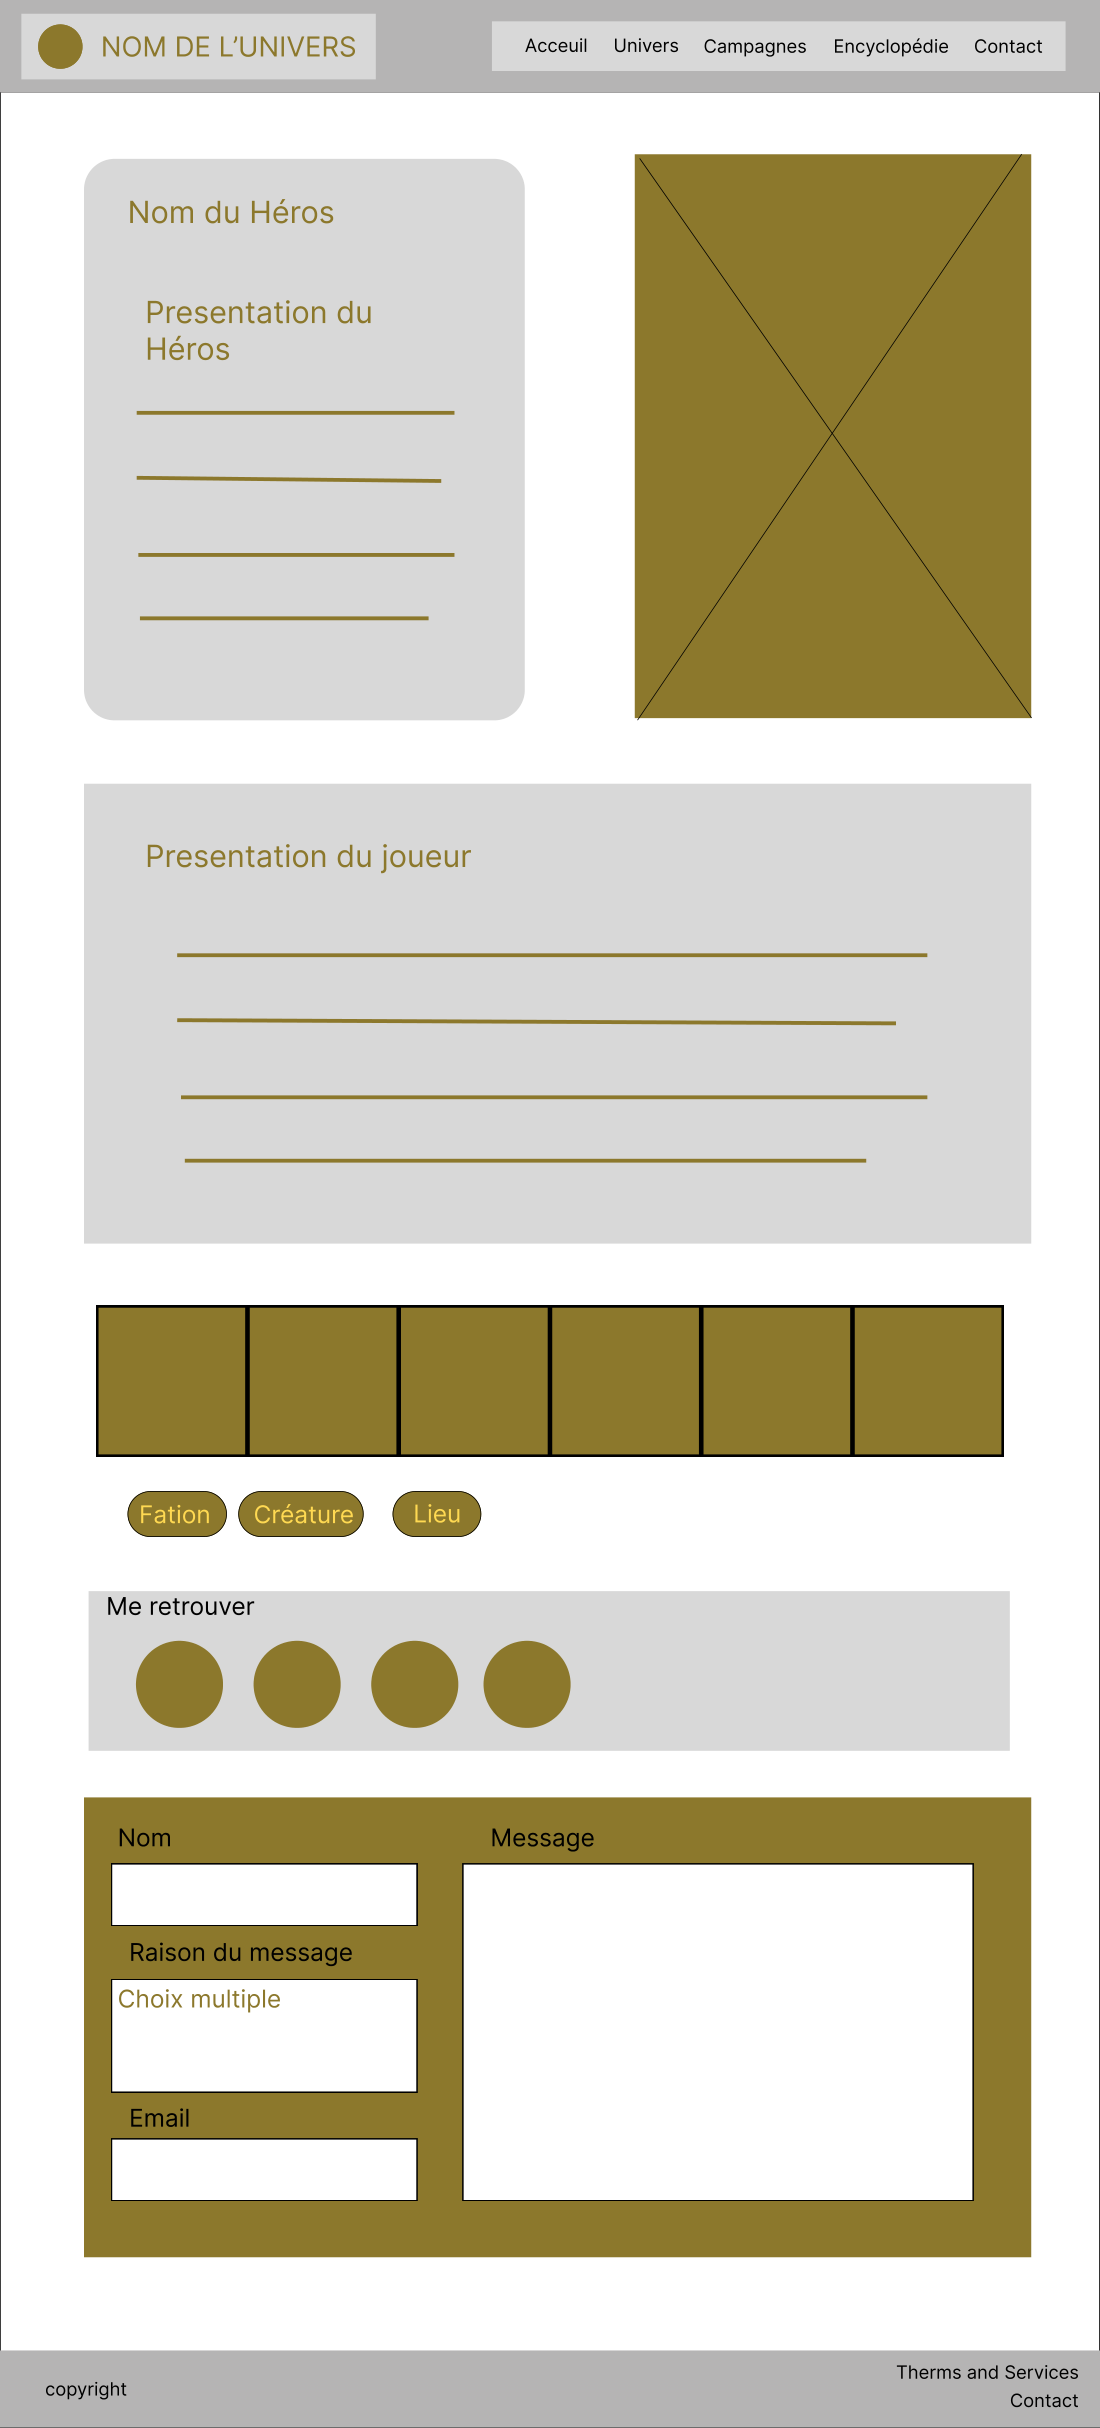 NOM DE L’UNIVERS
Acceuil
Univers
Campagnes
Encyclopédie
Contact
Nom du Héros
Presentation du
Héros
Presentation du joueur
Fation
Créature
Lieu
Me retrouver
Nom
Message
Raison du message
Choix multiple
Email
copyright
Therms and Services
Contact